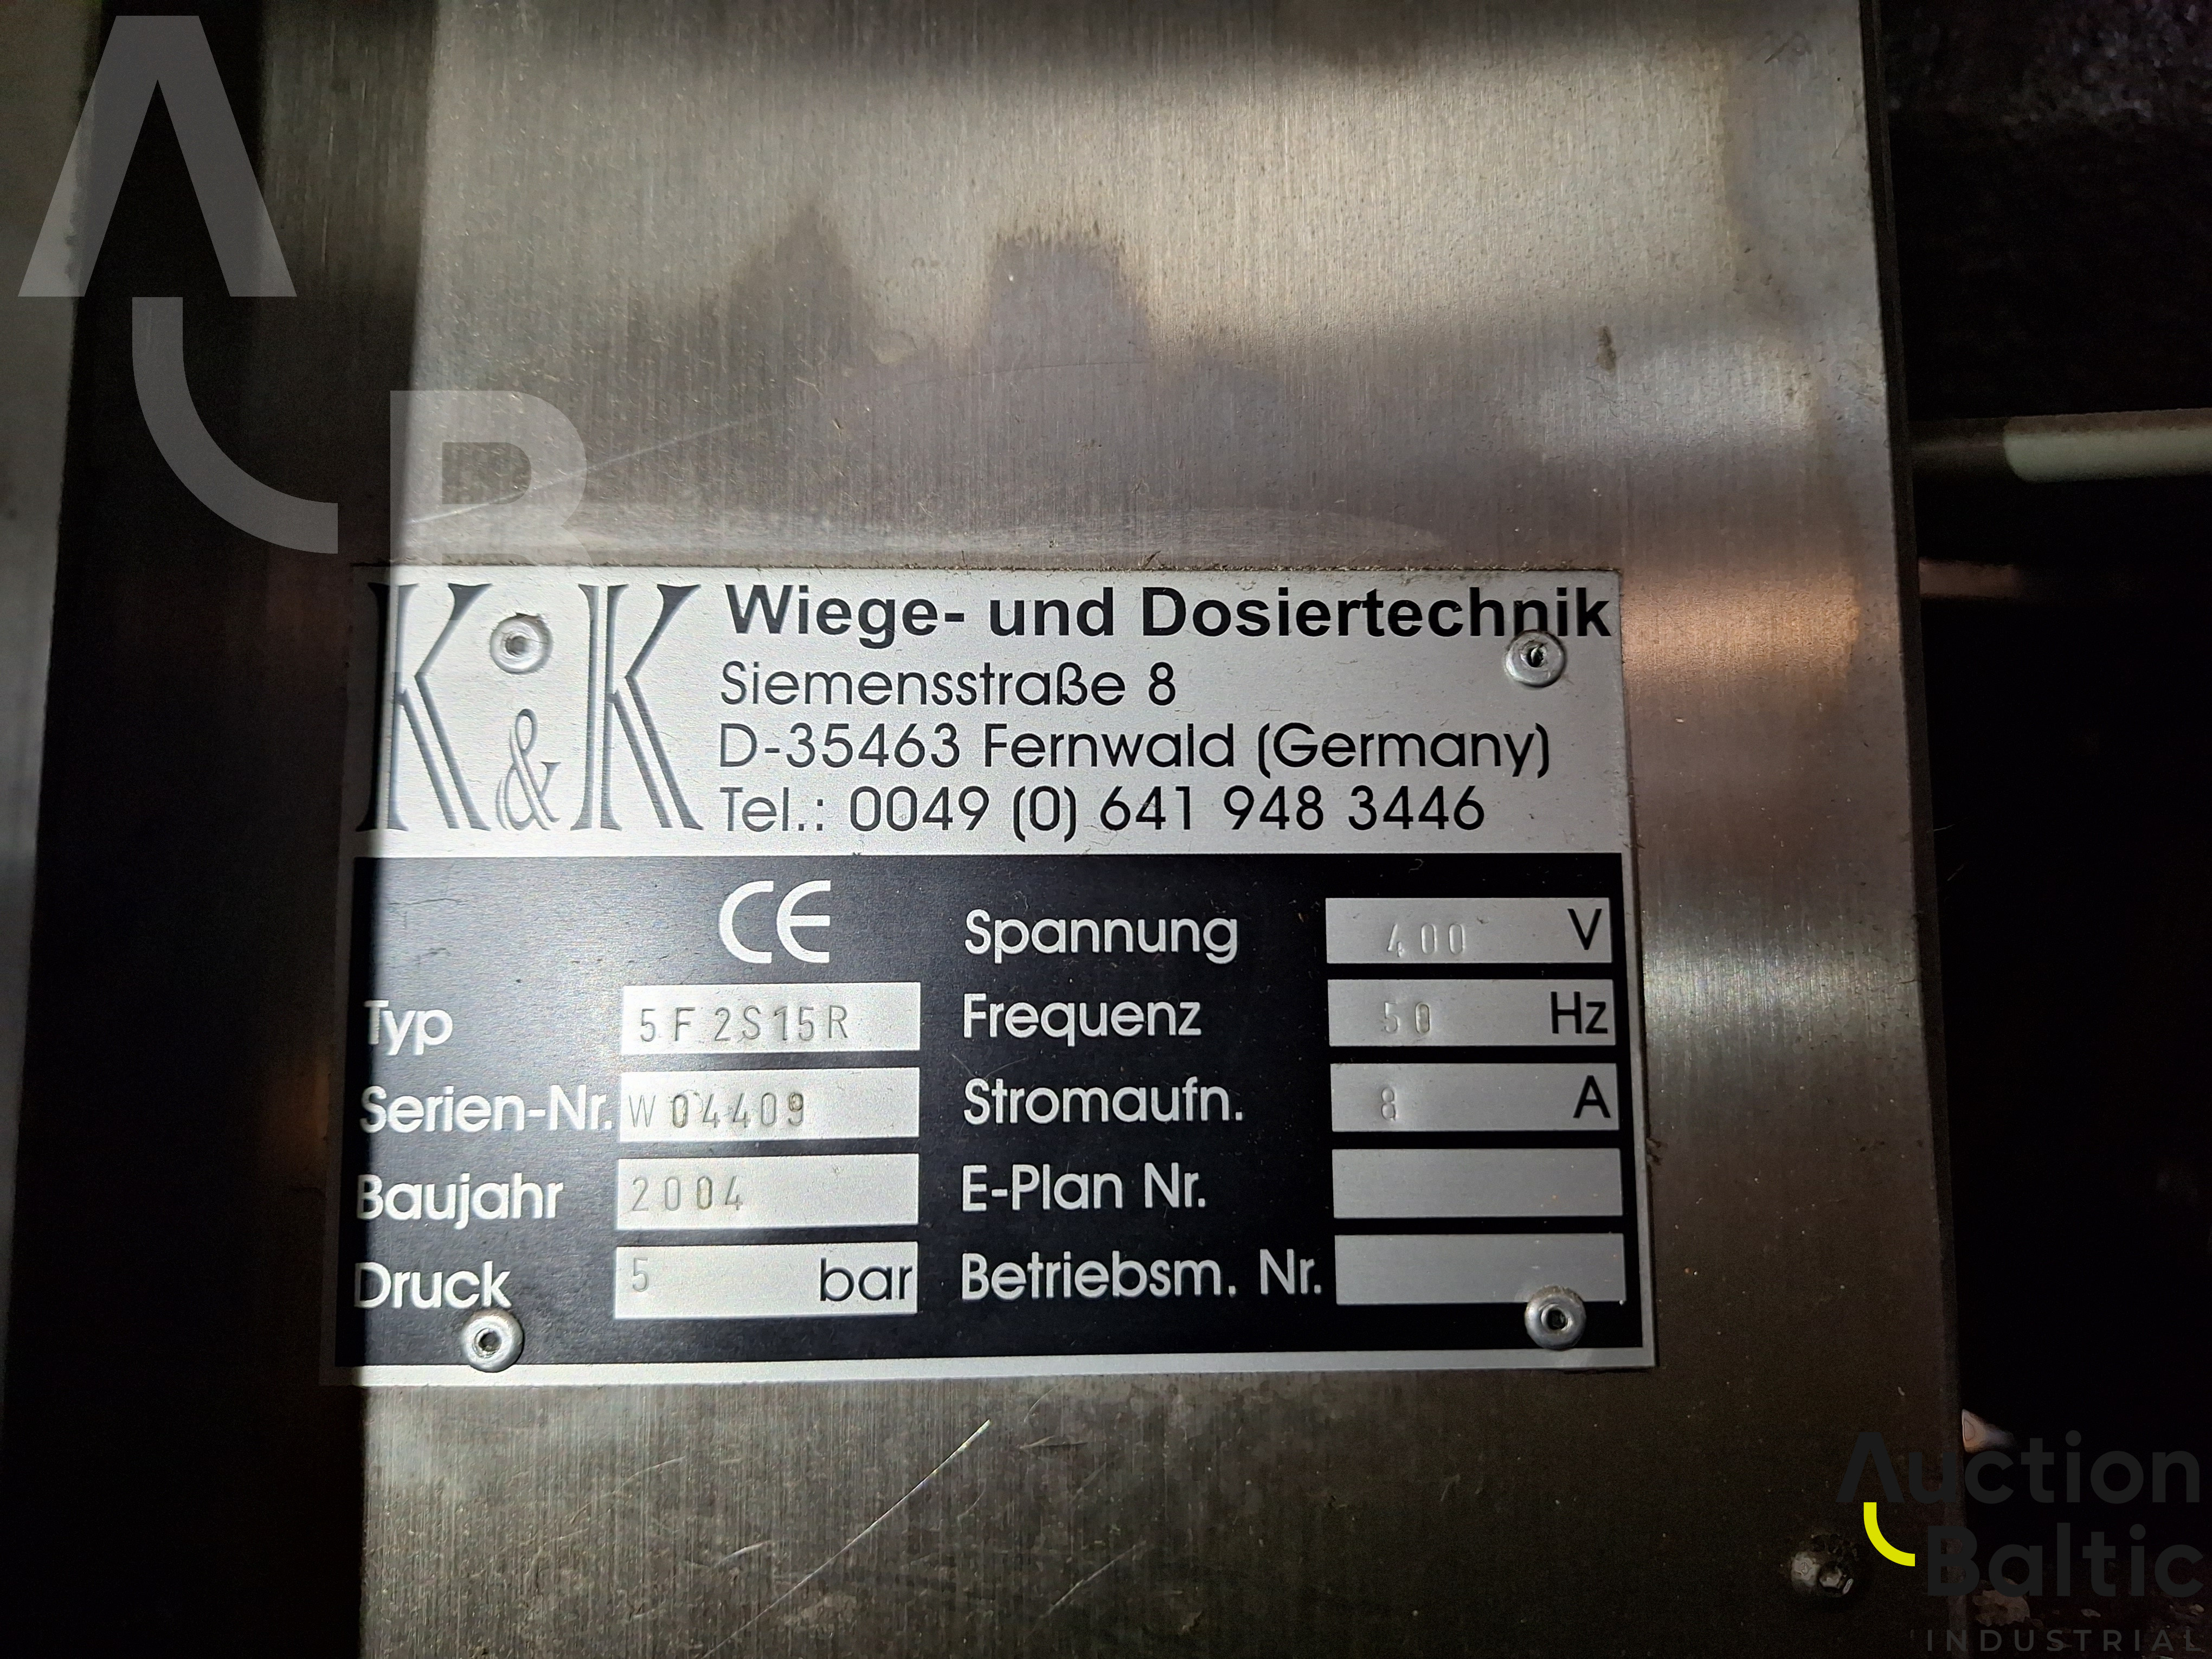 K&K
Wiege- und Dosiertechnik
Siemensstraße 8
D-35463 Fernwald (Germany)
Tel.: 0049 (0) 641 948 3446
CE
Typ 5F2S15R
Serien-Nr. W04409
Baujahr 2004
Druck 5 bar
Spannung 400 V
Frequenz 50 Hz
Stromaufn. 8 A
E-Plan Nr.
Betriebsm. Nr.
AB
Auction
Baltic
INDUSTRIAL